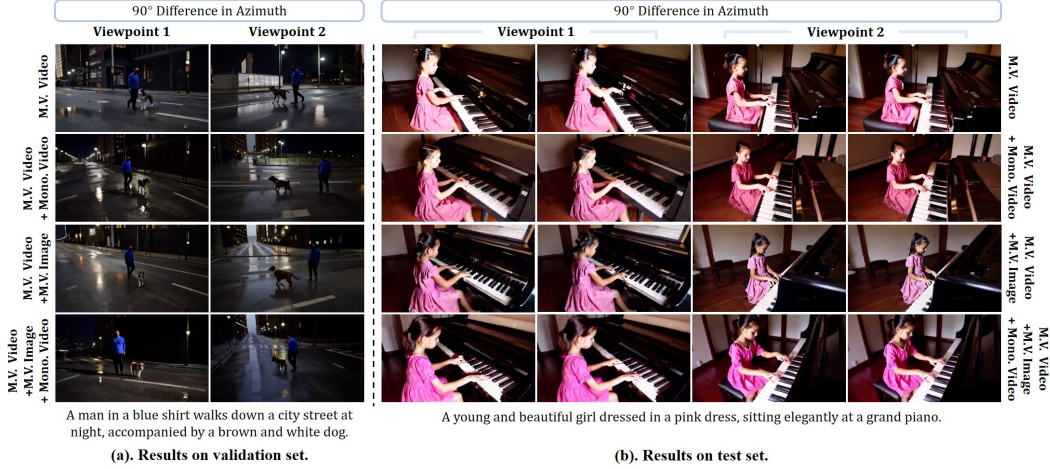 90° Difference in Azimuth
Viewpoint 1
Viewpoint 2
M.V. Video
M.V. Video
+ Mono. Video
M.V. Video
+M.V. Image
M.V. Video
+M.V. Image
+ Mono. Video
A man in a blue shirt walks down a city street at
night, accompanied by a brown and white dog.
(a). Results on validation set.
90° Difference in Azimuth
Viewpoint 1
Viewpoint 2
M.V. Video
M.V. Video
+ Mono. Video
M.V. Video
+M.V. Image
M.V. Video
+M.V. Image
+ Mono. Video
A young and beautiful girl dressed in a pink dress, sitting elegantly at a grand piano.
(b). Results on test set.